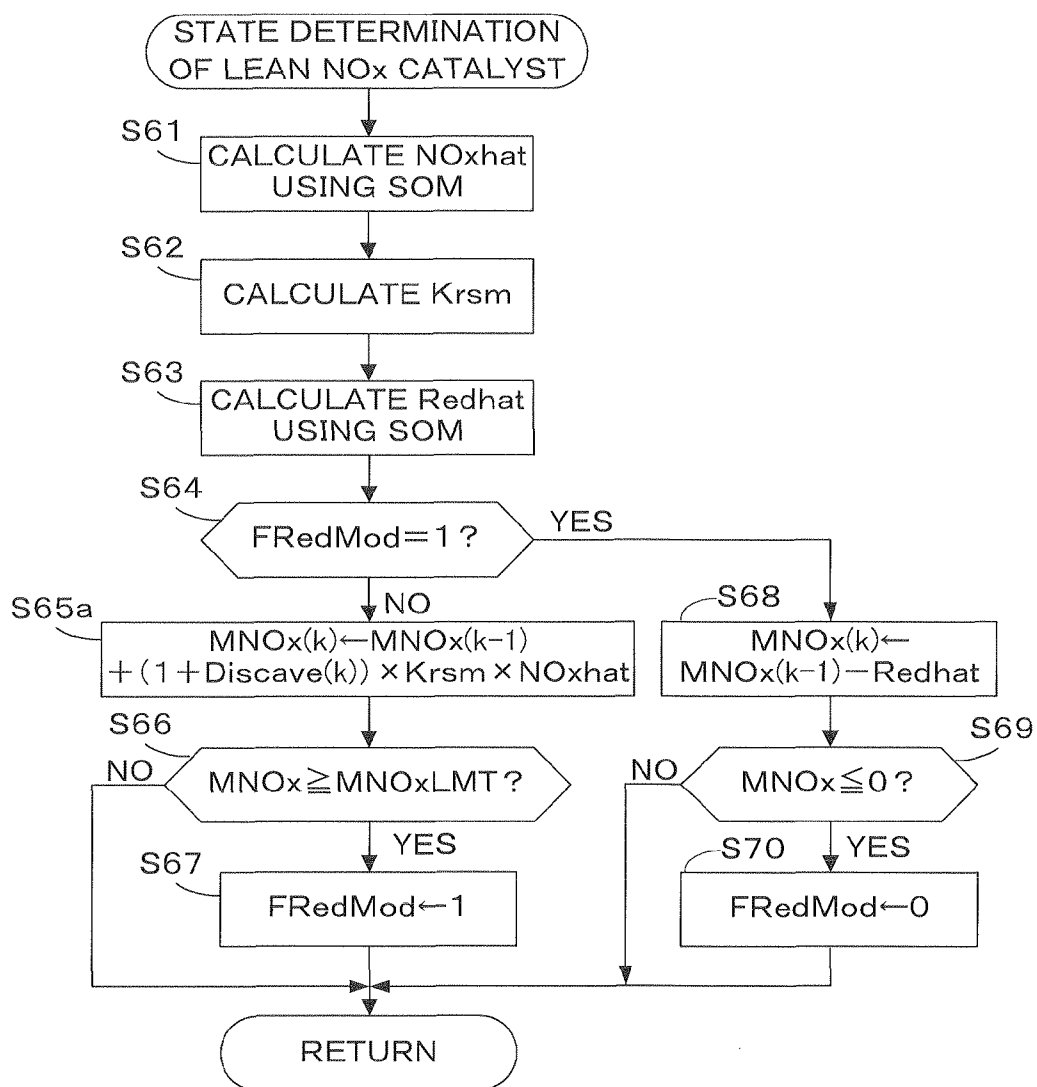 STATE DETERMINATION
OF LEAN NOx CATALYST
S61
CALCULATE NOxhat
USING SOM
S62
CALCULATE Krsm
S63
CALCULATE Redhat
USING SOM
S64
FRedMod=1?
YES
NO
S65a
MNOx(k)←MNOx(k-1)
+(1+Discave(k))×Krsm×NOxhat
S68
MNOx(k)←
MNOx(k-1)-Redhat
S66
NO
MNOx≧MNOxLMT?
YES
S69
NO
MNOx≦0?
YES
S67
FRedMod←1
S70
FRedMod←0
RETURN